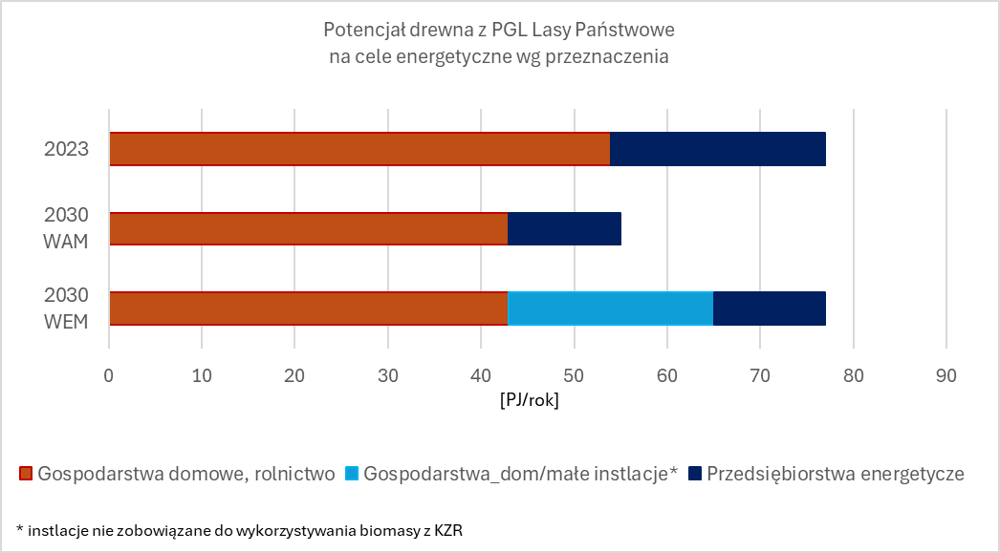 Potencjał drewna z PGL Lasy Państwowe
na cele energetyczne wg przeznaczenia
2023
2030
WAM
2030
WEM
0 10 20 30 40 50 60 70 80 90
[PJ/rok]
Gospodarstwa domowe, rolnictwo Gospodarstwa_dom/małe instlacje* Przedsiębiorstwa energetycze
* instlacje nie zobowiązane do wykorzystywania biomasy z KZR